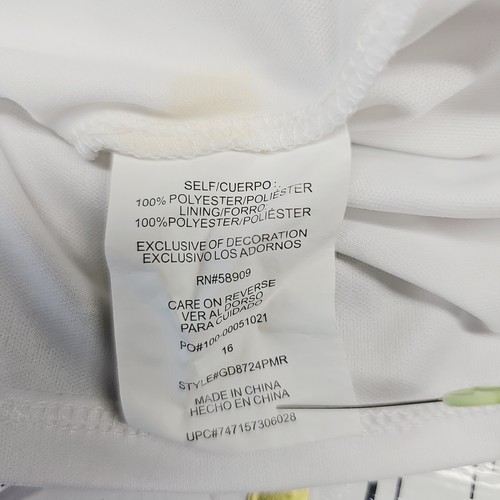 SELF/CUERPO:
100% POLYESTER/POLIÉSTER
LINING/FORRO:
100%POLYESTER/POLIÉSTER
EXCLUSIVE OF DECORATION
EXCLUSIVO LOS ADORNOS
RN#58909
CARE ON REVERSE
VER AL DORSO
PARA CUIDADO
PO#100-00051021
16
STYLE#GD8724PMR
MADE IN CHINA
HECHO EN CHINA
UPC#747157306028